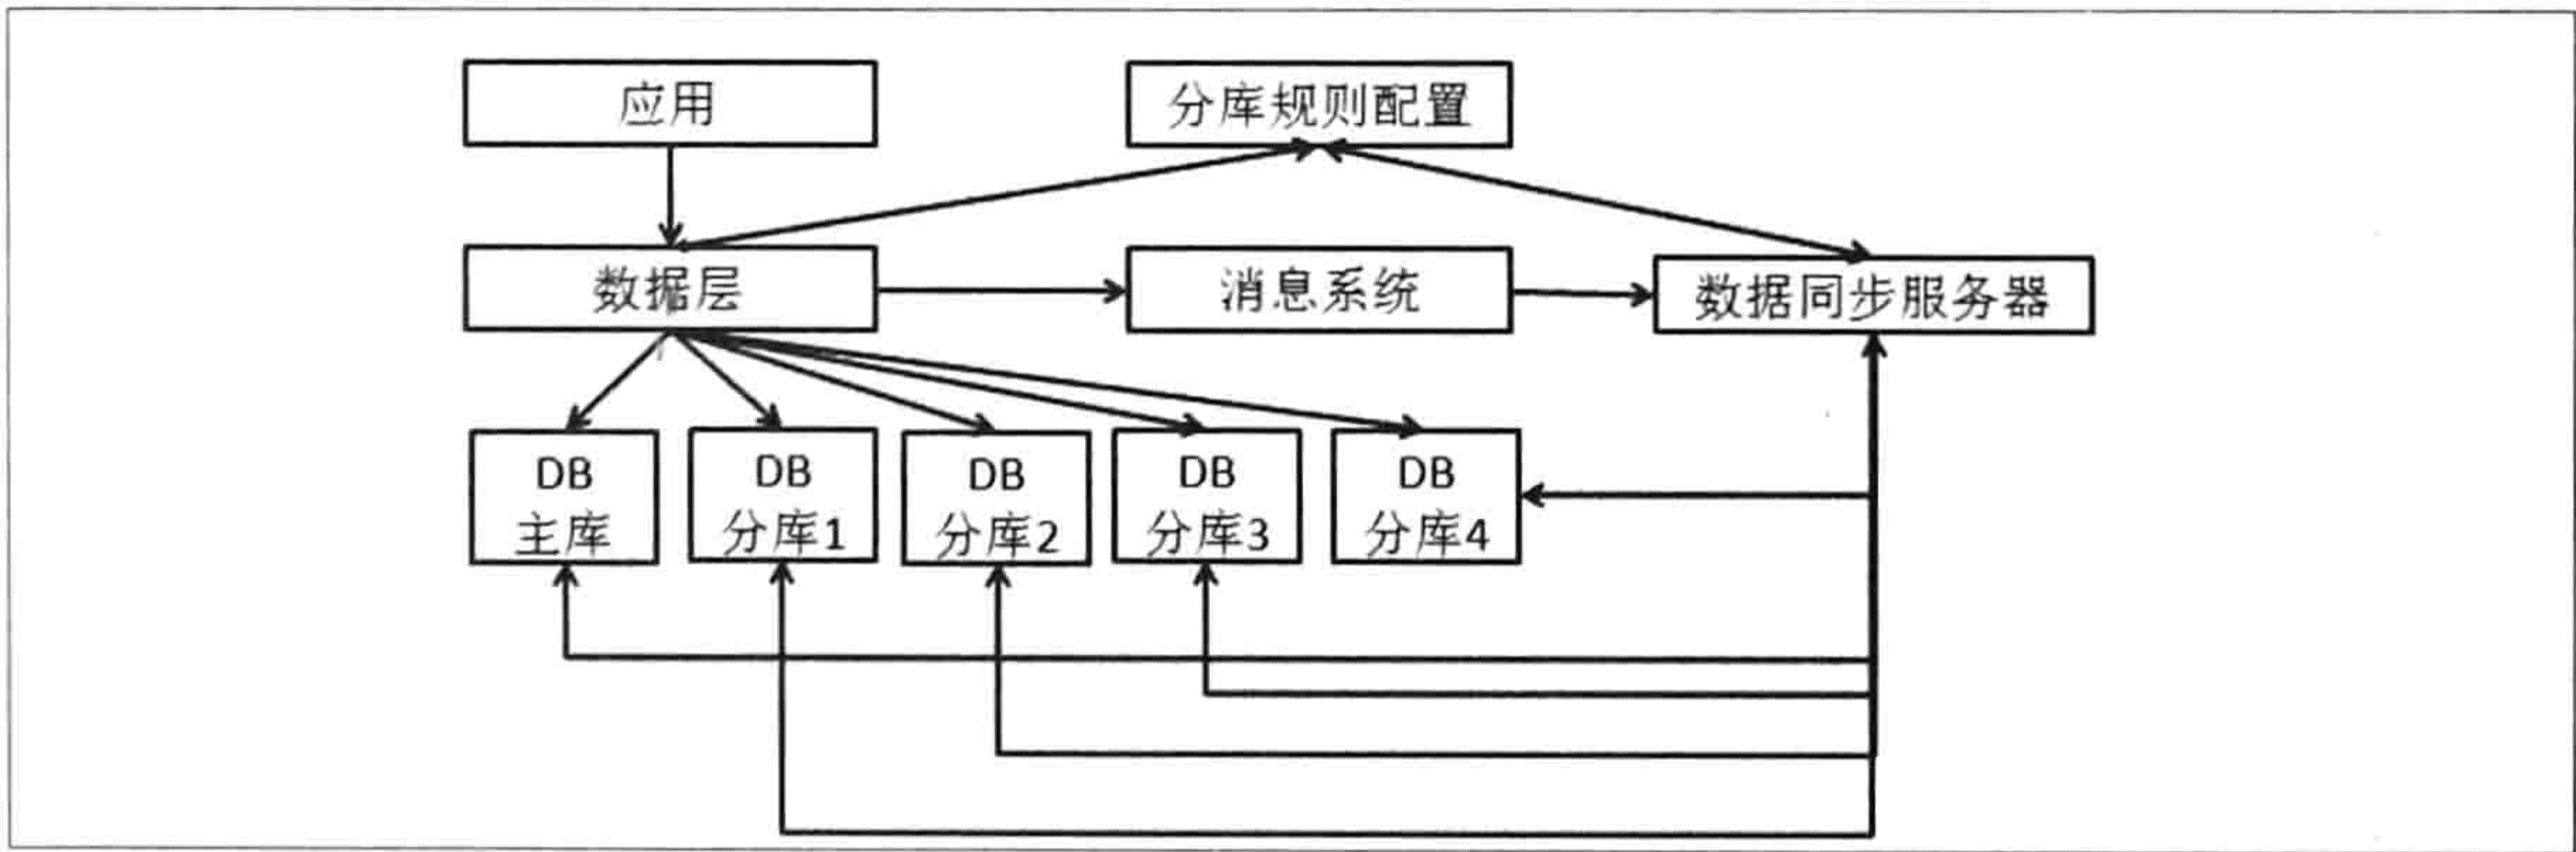 应用
分库规则配置
数据层
消息系统
数据同步服务器
DB
主库
DB
分库1
DB
分库2
DB
分库3
DB
分库4